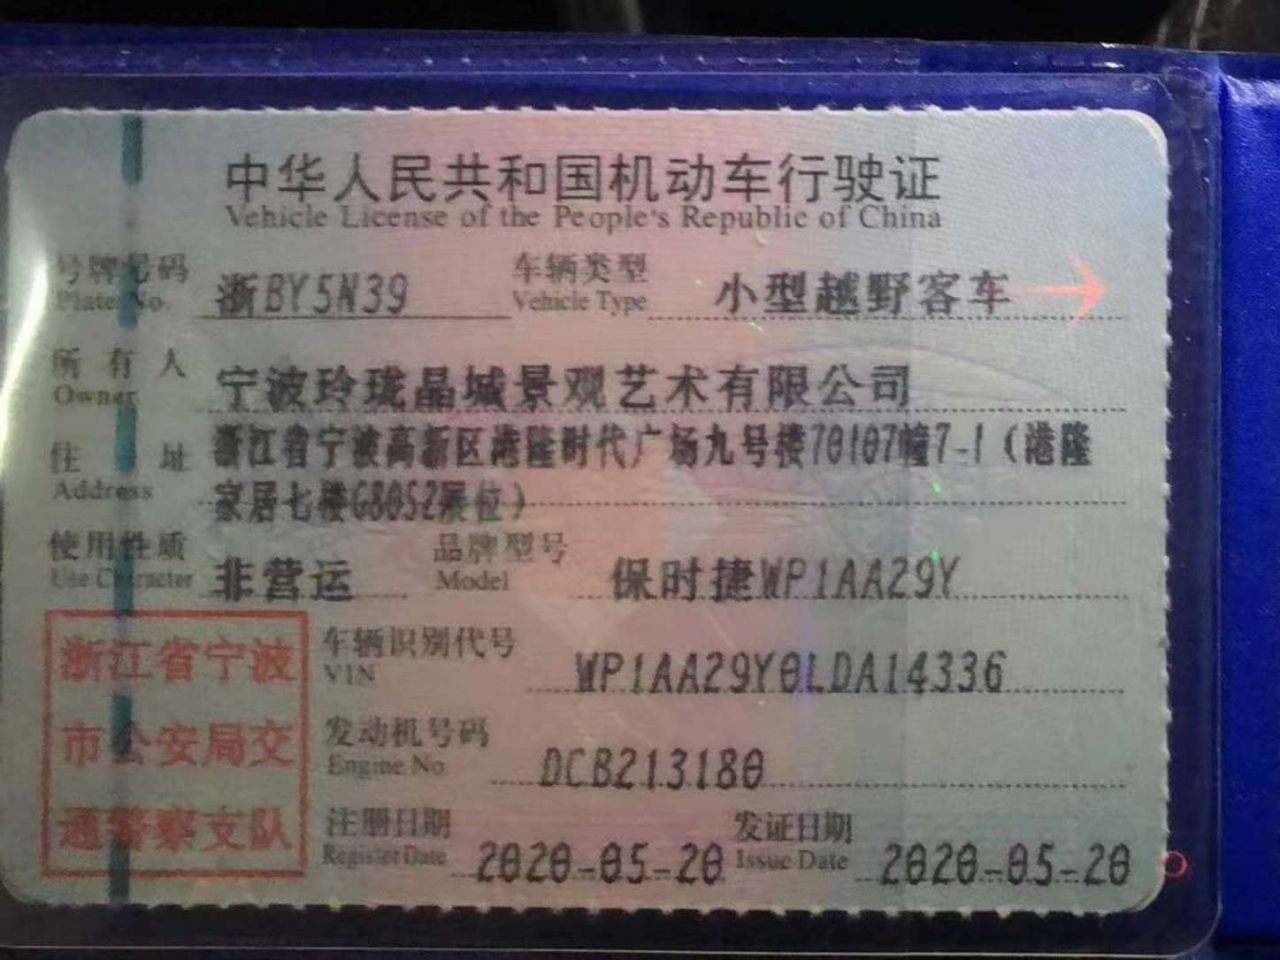 中华人民共和国机动车行驶证
Vehicle License of the People's Republic of China
号牌号码 浙BY5N39 车辆类型 小型越野客车
Plate No. Vehicle Type
所有人 宁波玲珑晶城景观艺术有限公司
Owner
住址 浙江省宁波高新区港隆时代广场九号楼70107幢7-1（港隆
Address 家居七楼G8052展位）
使用性质 非营运 品牌型号 保时捷WP1AA29Y
Use Character Model
车辆识别代号 WP1AA29Y0LDA14336
VIN
发动机号码 DCB213180
Engine No.
注册日期 2020-05-20 发证日期 2020-05-20
Register Date Issue Date
浙江省宁波
市公安局交
通警察支队